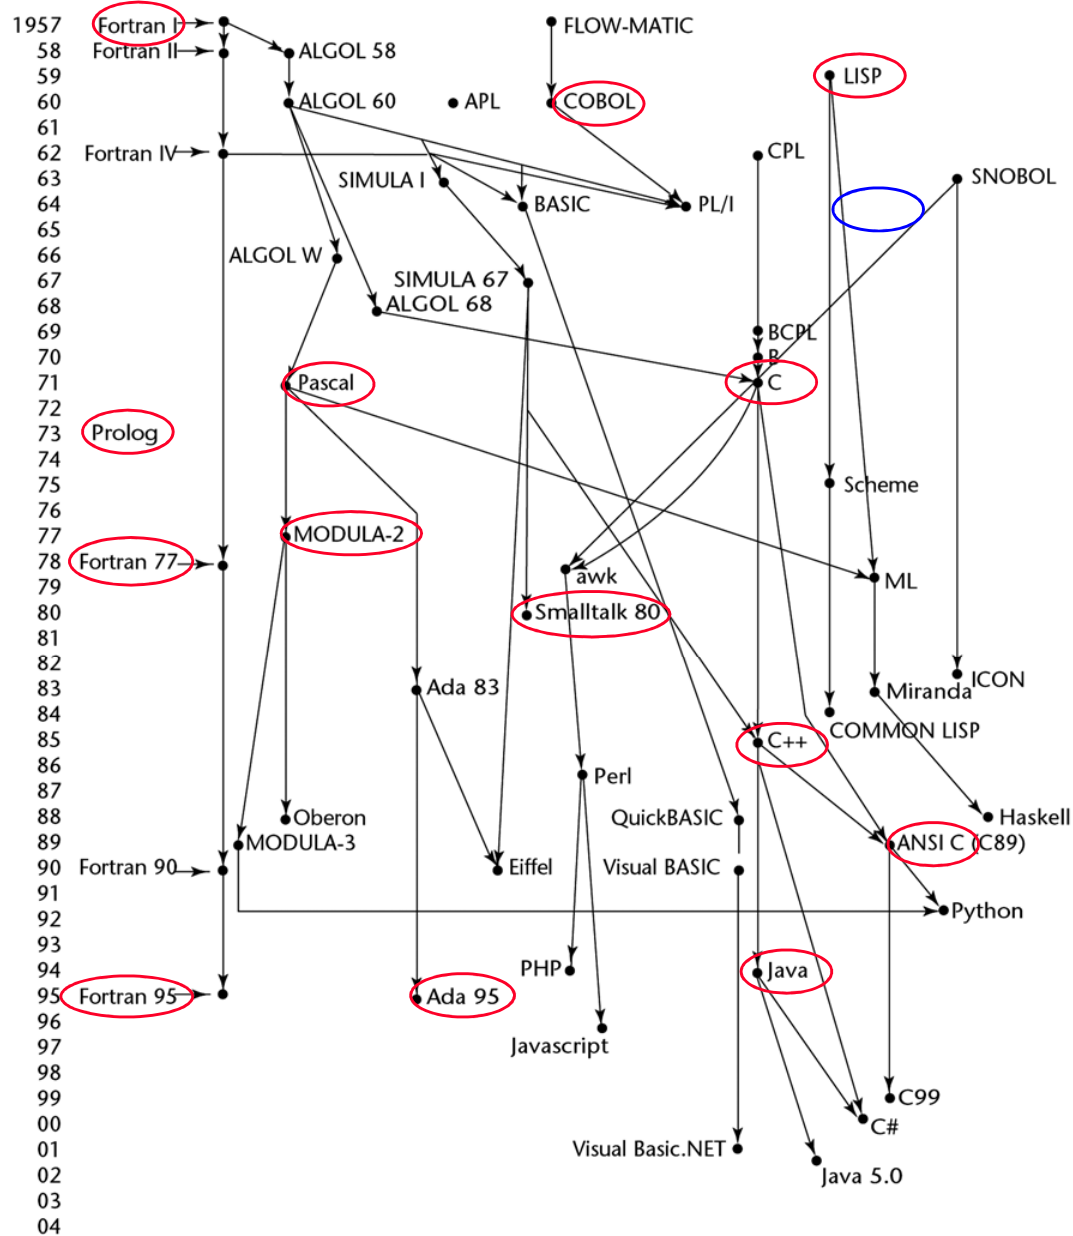 1957 Fortran I FLOW-MATIC
58 Fortran II ALGOL 58
59 LISP
60 ALGOL 60 APL COBOL
61
62 Fortran IV CPL
63 SIMULA I SNOBOL
64 BASIC PL/I
65
66 ALGOL W
67 SIMULA 67
68 ALGOL 68
69 BCPL
70 B
71 Pascal C
72
73 Prolog
74
75 Scheme
76
77 MODULA-2
78 Fortran 77
79 awk ML
80 Smalltalk 80
81
82
83 Ada 83 Miranda ICON
84 COMMON LISP
85 C++
86 Perl
87
88 Oberon QuickBASIC Haskell
89 MODULA-3 ANSI C (C89)
90 Fortran 90 Eiffel Visual BASIC
91
92 Python
93
94 PHP Java
95 Fortran 95 Ada 95
96
97 Javascript
98
99 C99
00 C#
01 Visual Basic.NET
02 Java 5.0
03
04